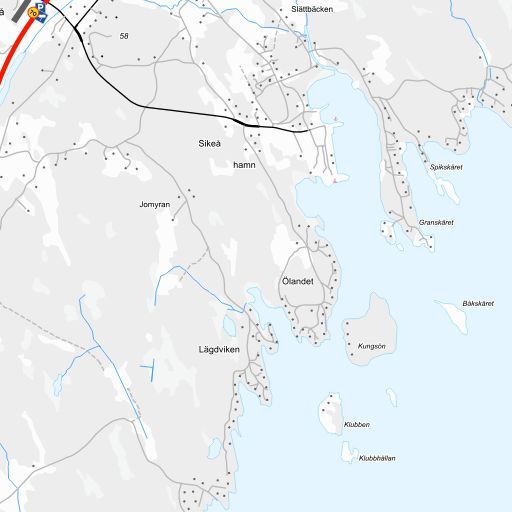 Slättbäcken
å
58
Sikeå
hamn
Spikskäret
Jomyran
Granskäret
Ölandet
Båkskäret
Kungsön
Lägdviken
Klubben
Klubbhällan